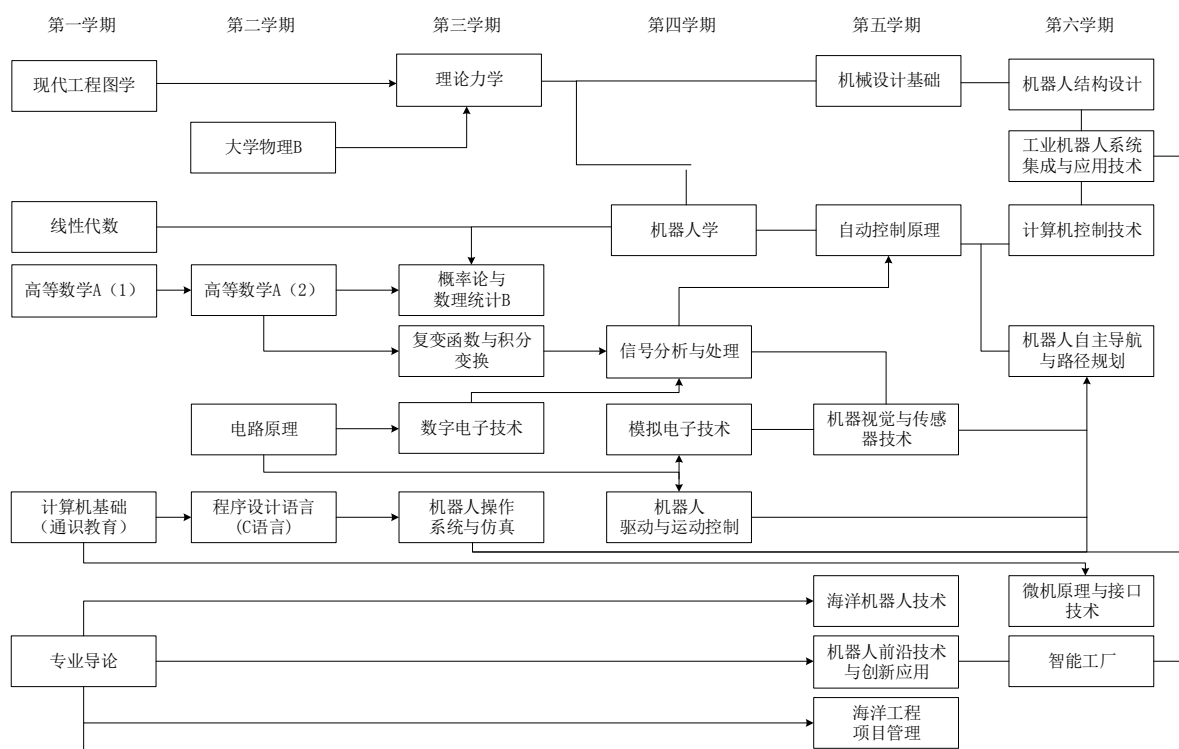 第一学期
第二学期
第三学期
第四学期
第五学期
第六学期
现代工程图学
理论力学
机械设计基础
机器人结构设计
大学物理B
工业机器人系统
集成与应用技术
线性代数
机器人学
自动控制原理
计算机控制技术
高等数学A（1）
高等数学A（2）
概率论与
数理统计B
复变函数与积分
变换
信号分析与处理
机器人自主导航
与路径规划
电路原理
数字电子技术
模拟电子技术
机器视觉与传感
器技术
计算机基础
（通识教育）
程序设计语言
(C语言)
机器人操作
系统与仿真
机器人
驱动与运动控制
海洋机器人技术
微机原理与接口
技术
专业导论
机器人前沿技术
与创新应用
智能工厂
海洋工程
项目管理